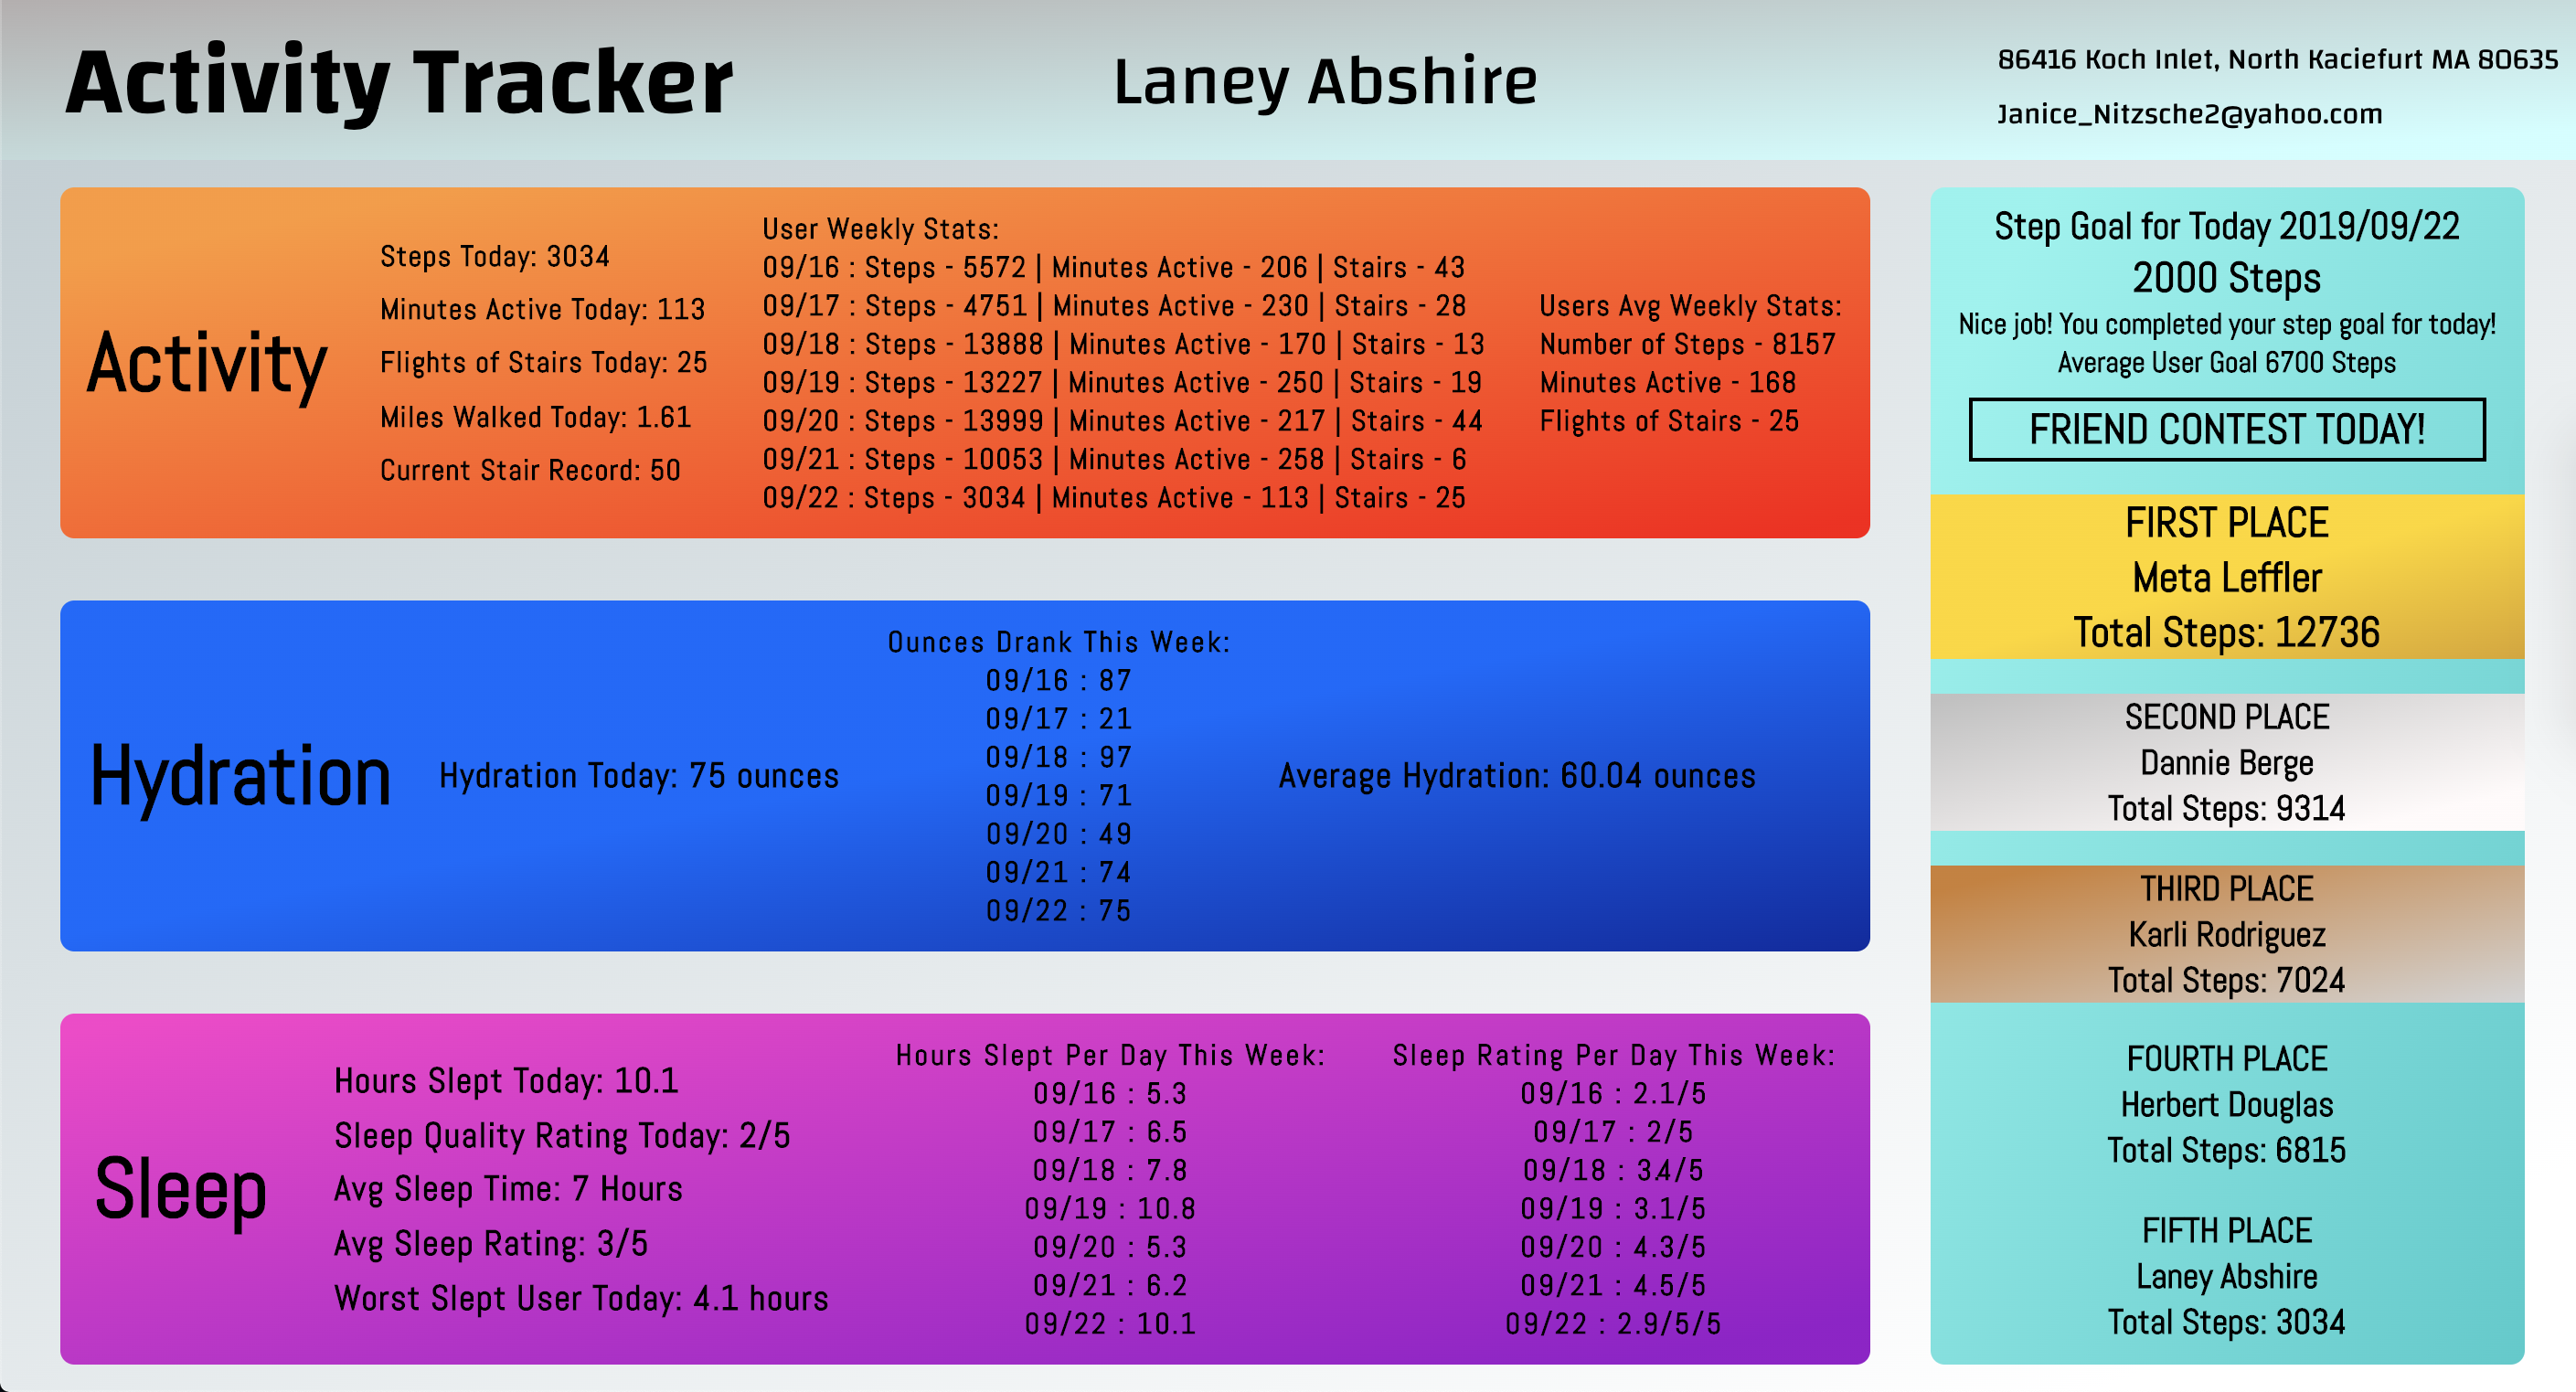 Activity Tracker
Laney Abshire
86416 Koch Inlet, North Kaciefurt MA 80635
Janice_Nitzsche2@yahoo.com
Activity
Steps Today: 3034
Minutes Active Today: 113
Flights of Stairs Today: 25
Miles Walked Today: 1.61
Current Stair Record: 50
User Weekly Stats:
09/16 : Steps - 5572 | Minutes Active - 206 | Stairs - 43
09/17 : Steps - 4751 | Minutes Active - 230 | Stairs - 28
09/18 : Steps - 13888 | Minutes Active - 170 | Stairs - 13
09/19 : Steps - 13227 | Minutes Active - 250 | Stairs - 19
09/20 : Steps - 13999 | Minutes Active - 217 | Stairs - 44
09/21 : Steps - 10053 | Minutes Active - 258 | Stairs - 6
09/22 : Steps - 3034 | Minutes Active - 113 | Stairs - 25
Users Avg Weekly Stats:
Number of Steps - 8157
Minutes Active - 168
Flights of Stairs - 25
Hydration
Hydration Today: 75 ounces
Ounces Drank This Week:
09/16 : 87
09/17 : 21
09/18 : 97
09/19 : 71
09/20 : 49
09/21 : 74
09/22 : 75
Average Hydration: 60.04 ounces
Sleep
Hours Slept Today: 10.1
Sleep Quality Rating Today: 2/5
Avg Sleep Time: 7 Hours
Avg Sleep Rating: 3/5
Worst Slept User Today: 4.1 hours
Hours Slept Per Day This Week:
09/16 : 5.3
09/17 : 6.5
09/18 : 7.8
09/19 : 10.8
09/20 : 5.3
09/21 : 6.2
09/22 : 10.1
Sleep Rating Per Day This Week:
09/16 : 2.1/5
09/17 : 2/5
09/18 : 3.4/5
09/19 : 3.1/5
09/20 : 4.3/5
09/21 : 4.5/5
09/22 : 2.9/5/5
Step Goal for Today 2019/09/22
2000 Steps
Nice job! You completed your step goal for today!
Average User Goal 6700 Steps
FRIEND CONTEST TODAY!
FIRST PLACE
Meta Leffler
Total Steps: 12736
SECOND PLACE
Dannie Berge
Total Steps: 9314
THIRD PLACE
Karli Rodriguez
Total Steps: 7024
FOURTH PLACE
Herbert Douglas
Total Steps: 6815
FIFTH PLACE
Laney Abshire
Total Steps: 3034